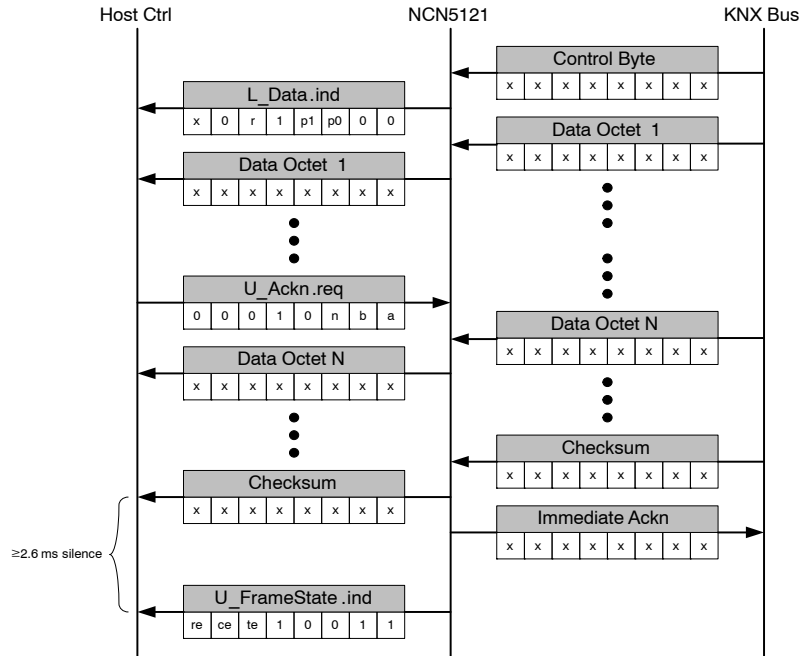 Host Ctrl NCN5121 KNX Bus
Control Byte
x x x x x x x x
L_Data.ind
x 0 r 1 p1 p0 0 0
Data Octet 1
x x x x x x x x
Data Octet 1
x x x x x x x x
U_Ackn.req
0 0 0 1 0 n b a
Data Octet N
x x x x x x x x
Data Octet N
x x x x x x x x
Checksum
x x x x x x x x
Checksum
x x x x x x x x
Immediate Ackn
x x x x x x x x
≥2.6 ms silence
U_FrameState.ind
re ce te 1 0 0 1 1